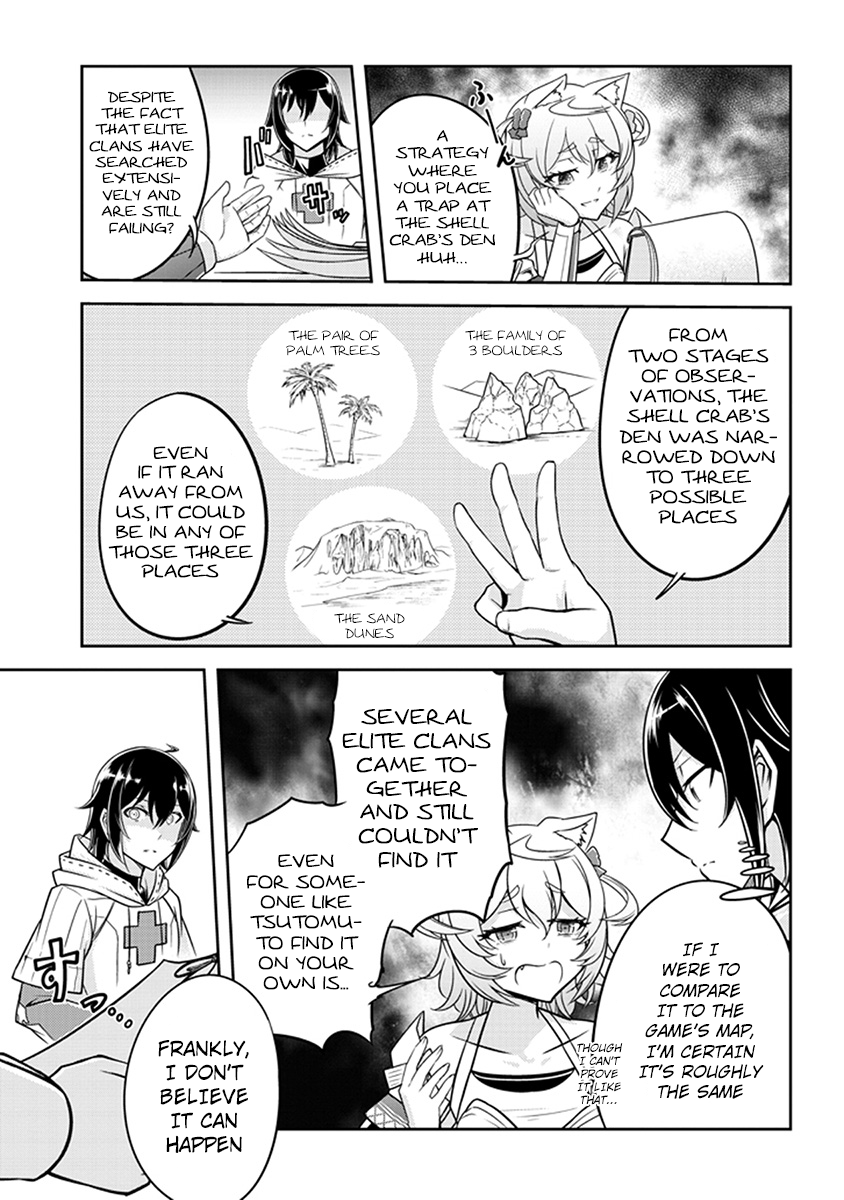 A
STRATEGY
WHERE
YOU PLACE
A TRAP AT
THE SHELL
CRAB'S DEN
HUH...
ふーん
DESPITE
THE FACT
THAT ELITE
CLANS HAVE
SEARCHED
EXTENSI-
VELY AND
ARE STILL
FAILING?
FROM
TWO STAGES
OF OBSER-
VATIONS, THE
SHELL CRAB'S
DEN WAS NAR-
ROWED DOWN
TO THREE
POSSIBLE
PLACES
THE FAMILY OF
3 BOULDERS
THE PAIR OF
PALM TREES
THE SAND
DUNES
EVEN
IF IT RAN
AWAY FROM
US, IT COULD
BE IN ANY OF
THOSE THREE
PLACES
IF I
WERE TO
COMPARE
IT TO THE
GAME'S MAP,
I'M CERTAIN
IT'S ROUGHLY
THE SAME
THOUGH
I CAN'T
PROVE
IT LIKE
THAT...
SEVERAL
ELITE CLANS
CAME TO-
GETHER
AND STILL
COULDN'T
FIND IT
EVEN
FOR SOME-
ONE LIKE
TSUTOMU-
TO FIND IT
ON YOUR
OWN IS...
す...
FRANKLY,
I DON'T
BELIEVE
IT CAN
HAPPEN